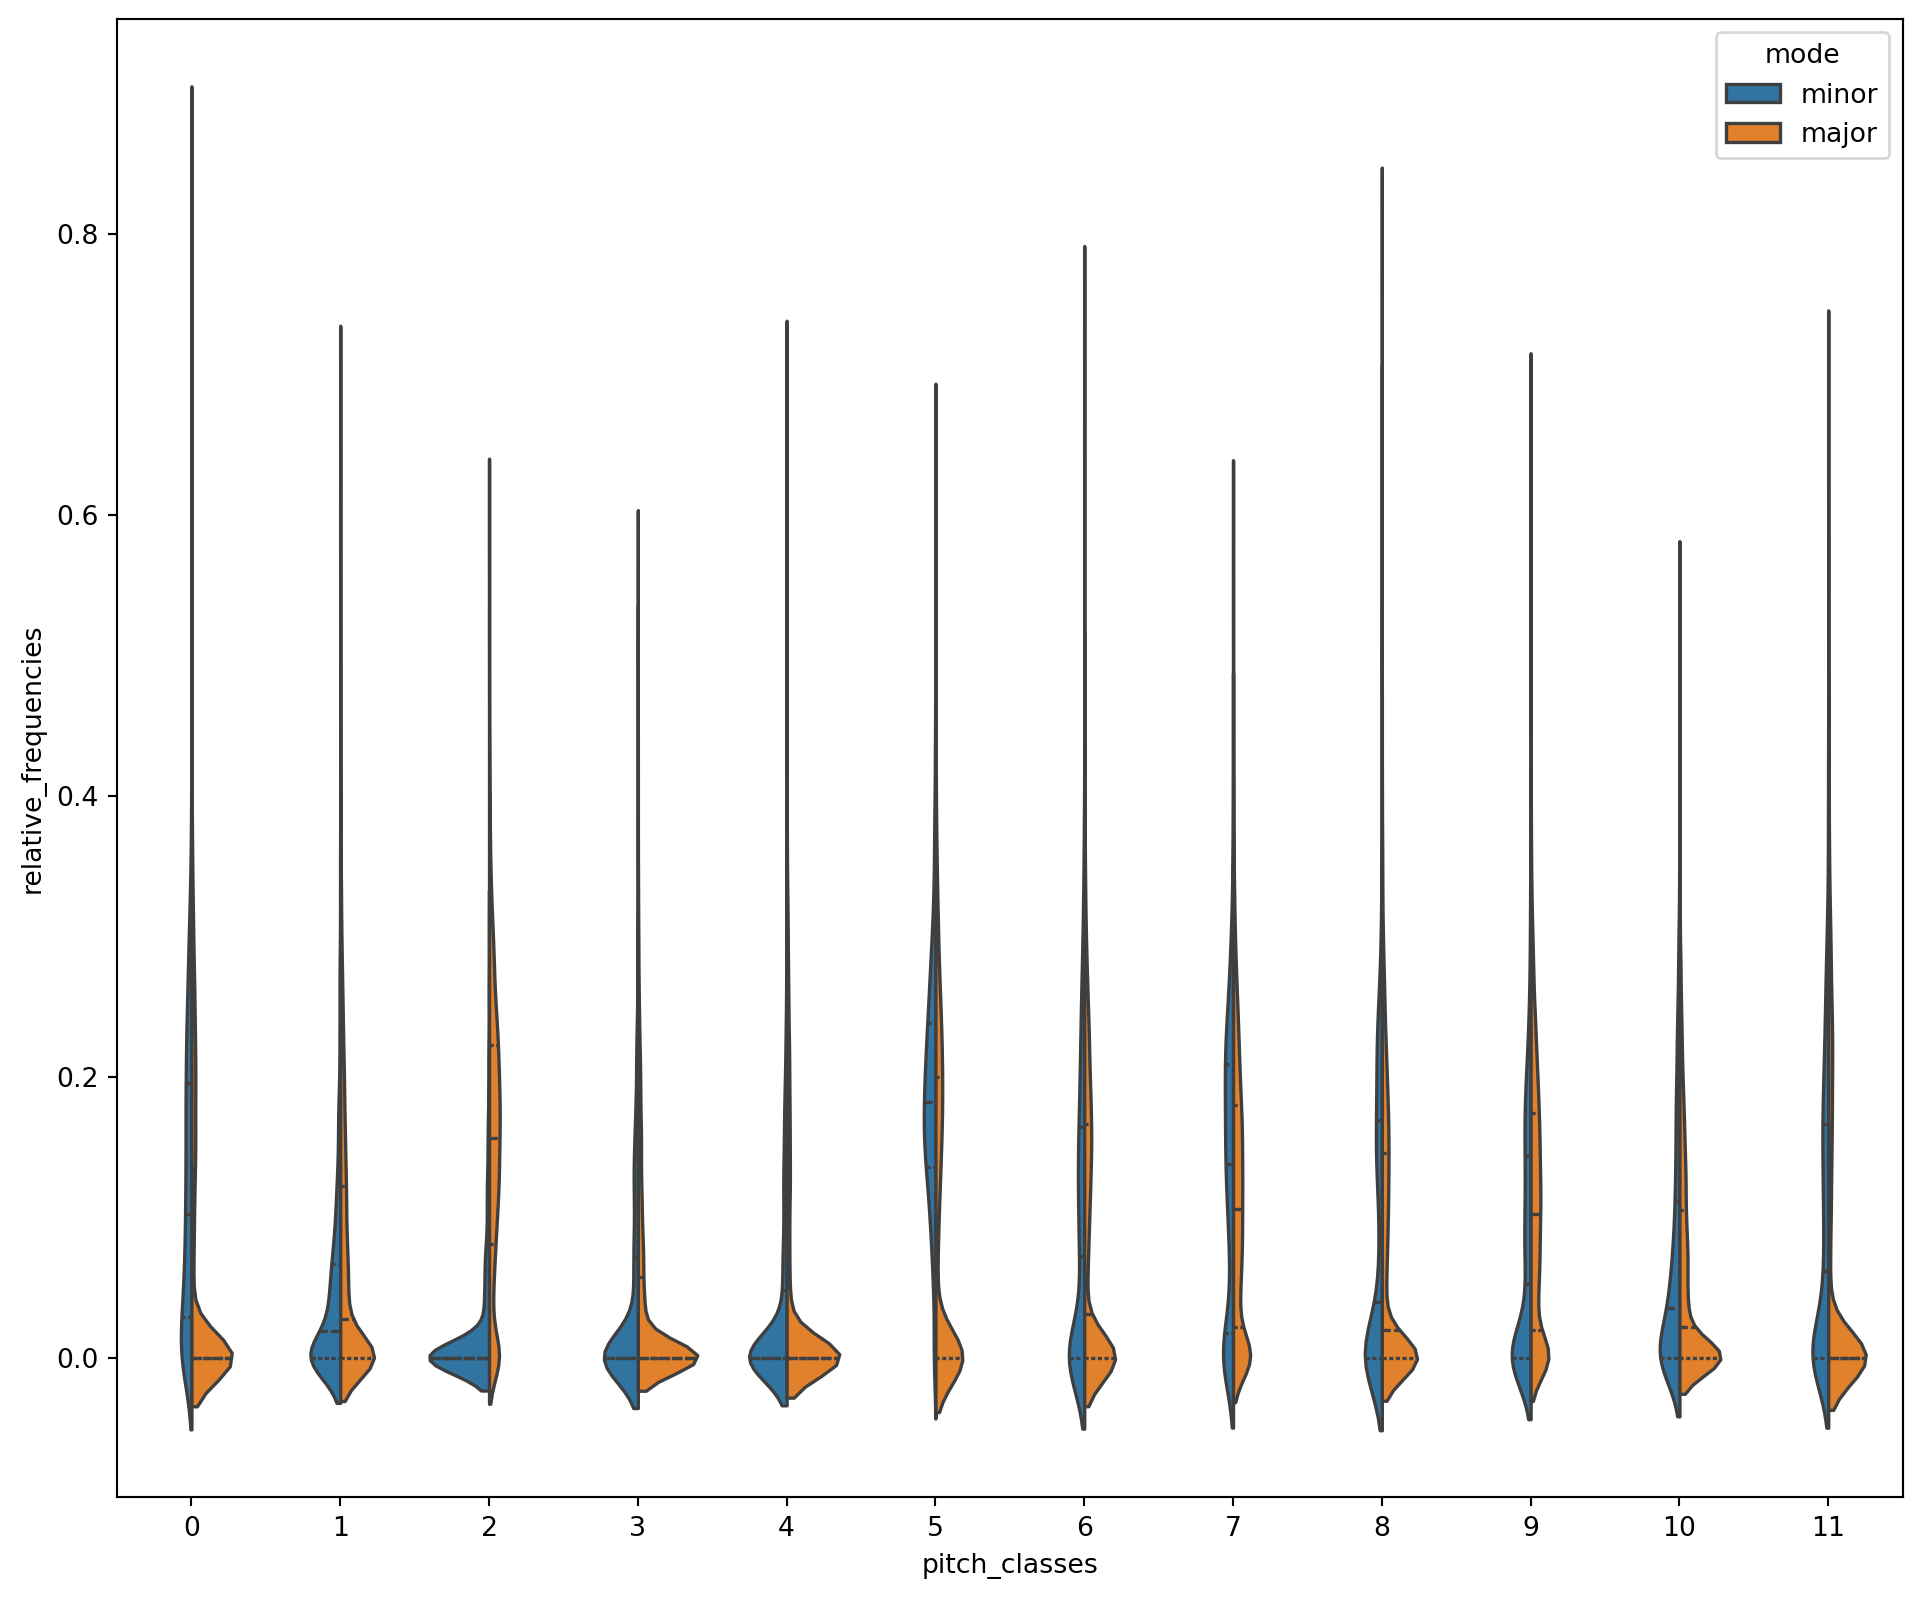 mode
minor
major
relative_frequencies
0.8
0.6
0.4
0.2
0.0
0 1 2 3 4 5 6 7 8 9 10 11
pitch_classes